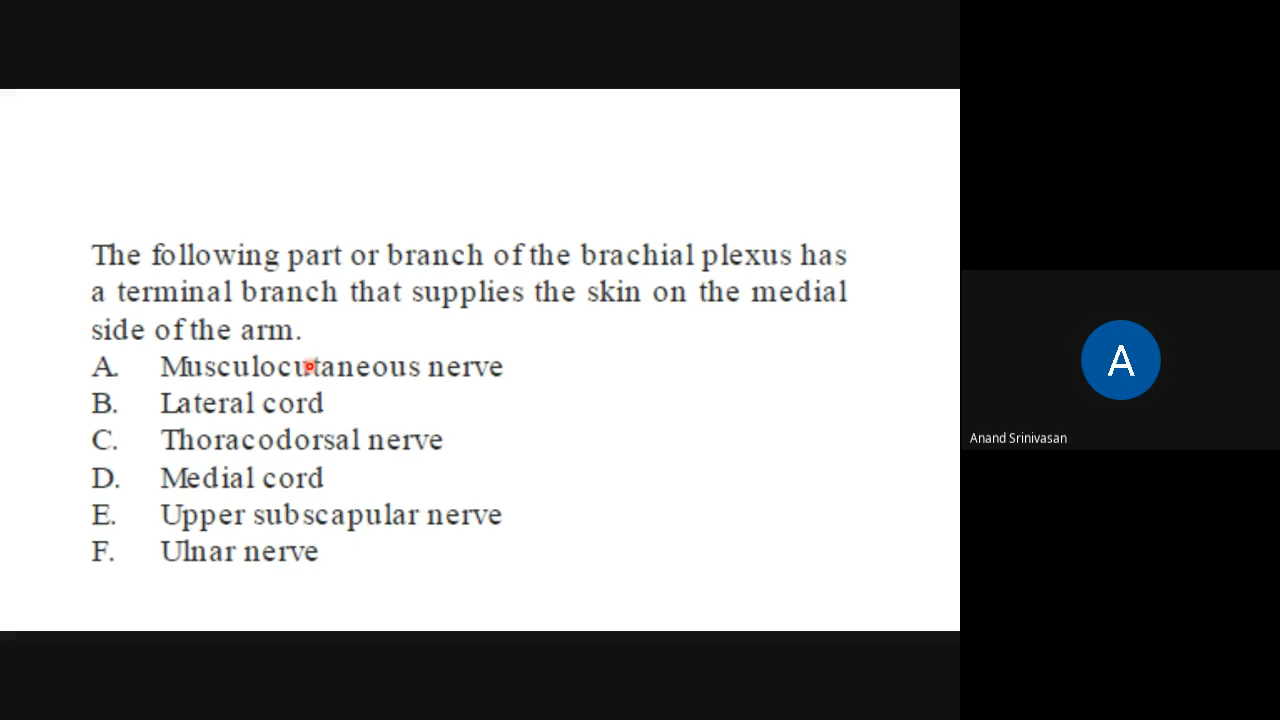 The following part or branch of the brachial plexus has
a terminal branch that supplies the skin on the medial
side of the arm.
A. Musculocutaneous nerve
B. Lateral cord
C. Thoracodorsal nerve
D. Medial cord
E. Upper subscapular nerve
F. Ulnar nerve
A
Anand Srinivasan